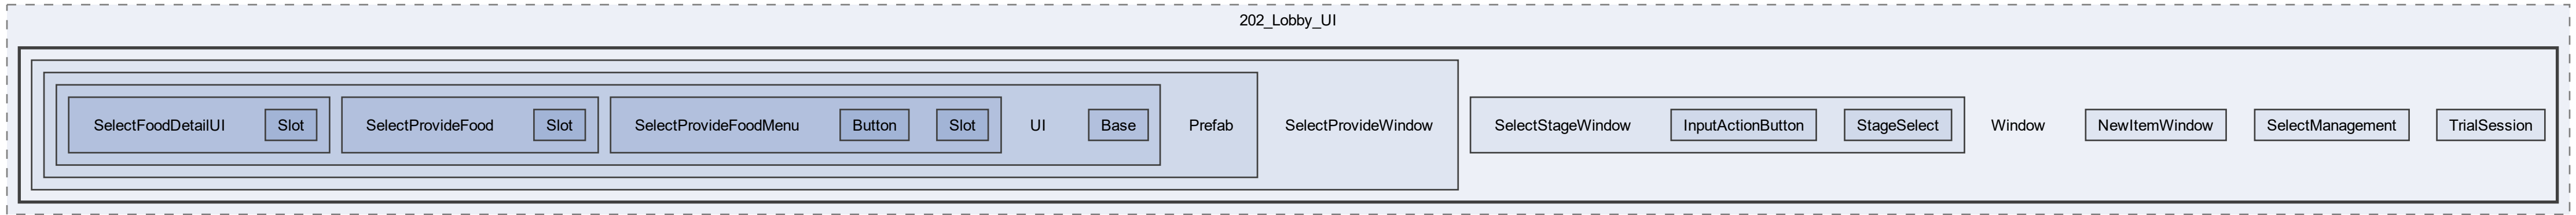 202_Lobby_UI
SelectFoodDetailUI
Slot
SelectProvideFood
Slot
SelectProvideFoodMenu
Button
Slot
UI
Base
Prefab
SelectProvideWindow
SelectStageWindow
InputActionButton
StageSelect
Window
NewItemWindow
SelectManagement
TrialSession